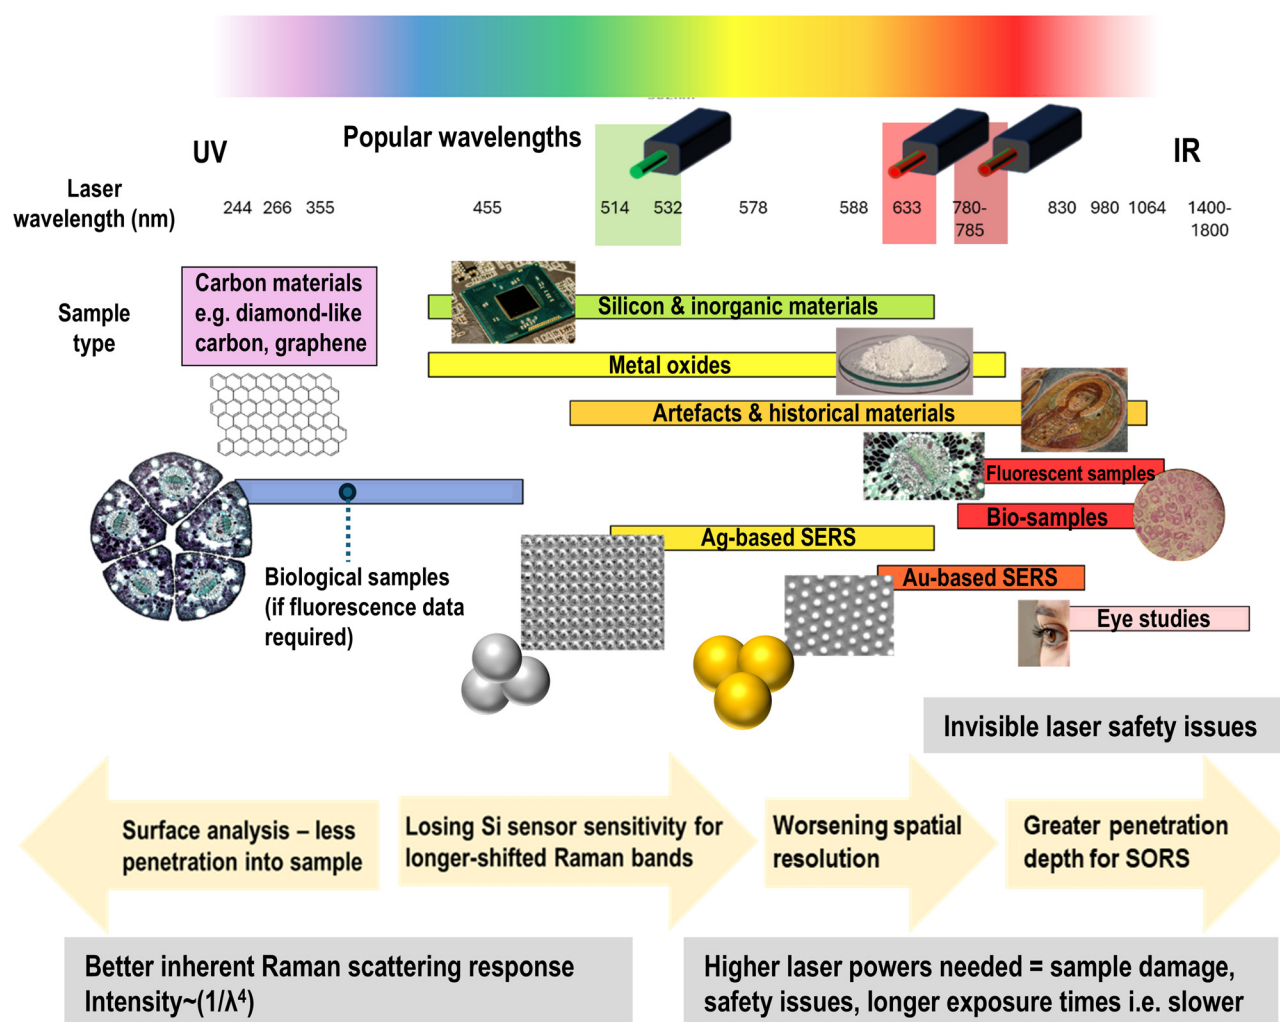 Popular wavelengths
UV
IR
Laser
wavelength (nm)
244 266 355 455 514 532 578 588 633 780- 830 980 1064 1400-
785 1800
Sample
type
Carbon materials
e.g. diamond-like
carbon, graphene
Silicon & inorganic materials
Metal oxides
Artefacts & historical materials
Fluorescent samples
Bio-samples
Ag-based SERS
Biological samples
(if fluorescence data
required)
Au-based SERS
Eye studies
Invisible laser safety issues
Surface analysis – less
penetration into sample
Losing Si sensor sensitivity for
longer-shifted Raman bands
Worsening spatial
resolution
Greater penetration
depth for SORS
Better inherent Raman scattering response
Intensity~(1/λ⁴)
Higher laser powers needed = sample damage,
safety issues, longer exposure times i.e. slower